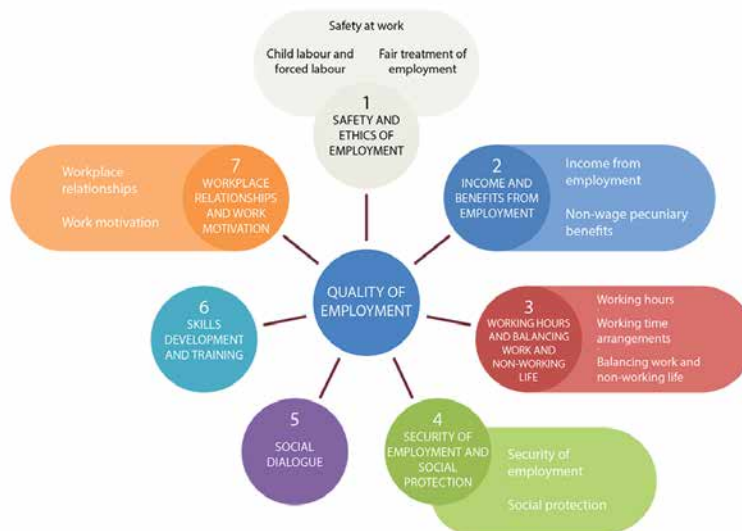 Safety at work
Child labour and
forced labour
Fair treatment of
employment
1
SAFETY AND
ETHICS OF
EMPLOYMENT
2
INCOME AND
BENEFITS FROM
EMPLOYMENT
Income from
employment
Non-wage pecuniary
benefits
3
WORKING HOURS
AND BALANCING
WORK AND
NON-WORKING
LIFE
Working hours
Working time
arrangements
Balancing work and
non-working life
4
SECURITY OF
EMPLOYMENT AND
SOCIAL
PROTECTION
Security of
employment
Social protection
5
SOCIAL
DIALOGUE
6
SKILLS
DEVELOPMENT
AND TRAINING
7
WORKPLACE
RELATIONSHIPS
AND WORK
MOTIVATION
Workplace
relationships
Work motivation
QUALITY OF
EMPLOYMENT